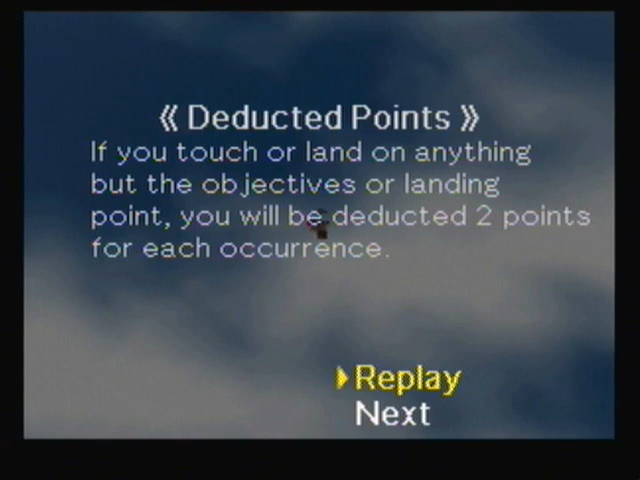 《 Deducted Points 》
If you touch or land on anything
but the objectives or landing
point, you will be deducted 2 points
for each occurrence.
Replay
Next